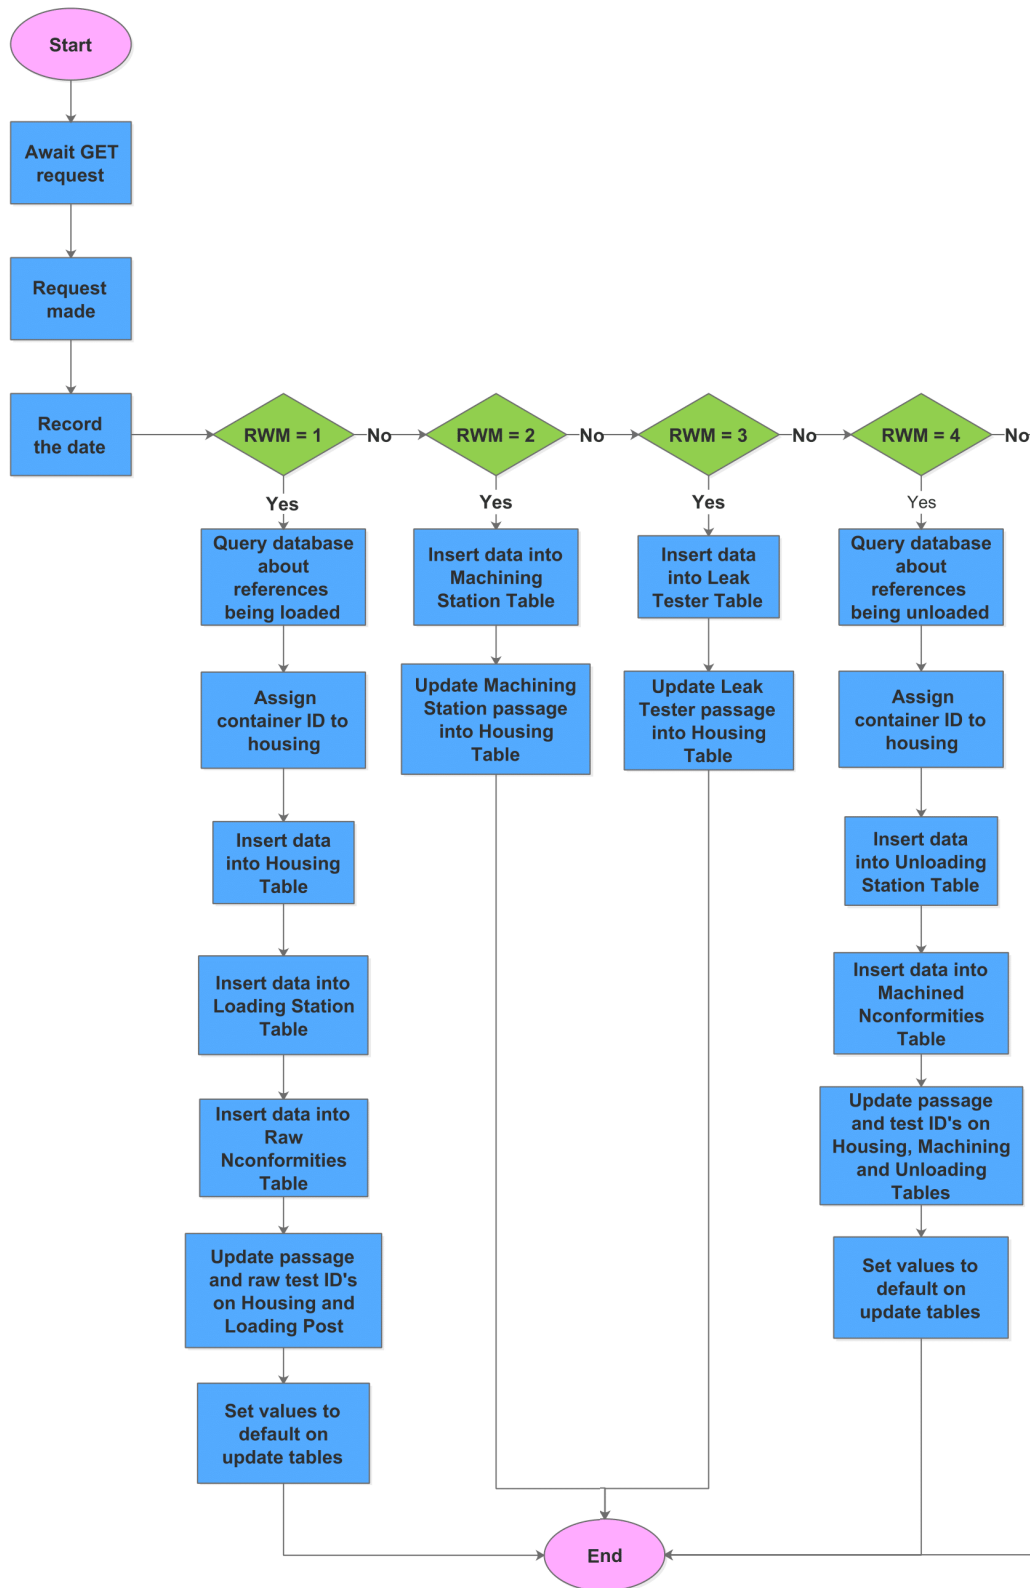 Start
Await GET
request
Request
made
Record
the date
RWM = 1
No
RWM = 2
No
RWM = 3
No
RWM = 4
No
Yes
Query database
about
references
being loaded
Assign
container ID to
housing
Insert data
into Housing
Table
Insert data into
Loading Station
Table
Insert data into
Raw
Nconformities
Table
Update passage
and raw test ID's
on Housing and
Loading Post
Set values to
default on
update tables
Yes
Insert data into
Machining
Station Table
Update Machining
Station passage
into Housing
Table
Yes
Insert data
into Leak
Tester Table
Update Leak
Tester passage
into Housing
Table
Yes
Query database
about
references
being unloaded
Assign
container ID to
housing
Insert data
into Unloading
Station Table
Insert data into
Machined
Nconformities
Table
Update passage
and test ID's on
Housing, Machining
and Unloading
Tables
Set values to
default on
update tables
End